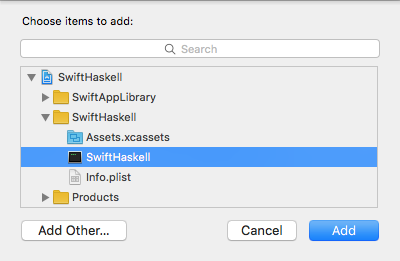 Choose items to add:
Search
SwiftHaskell
SwiftAppLibrary
SwiftHaskell
Assets.xcassets
SwiftHaskell
Info.plist
Products
Add Other... Cancel Add